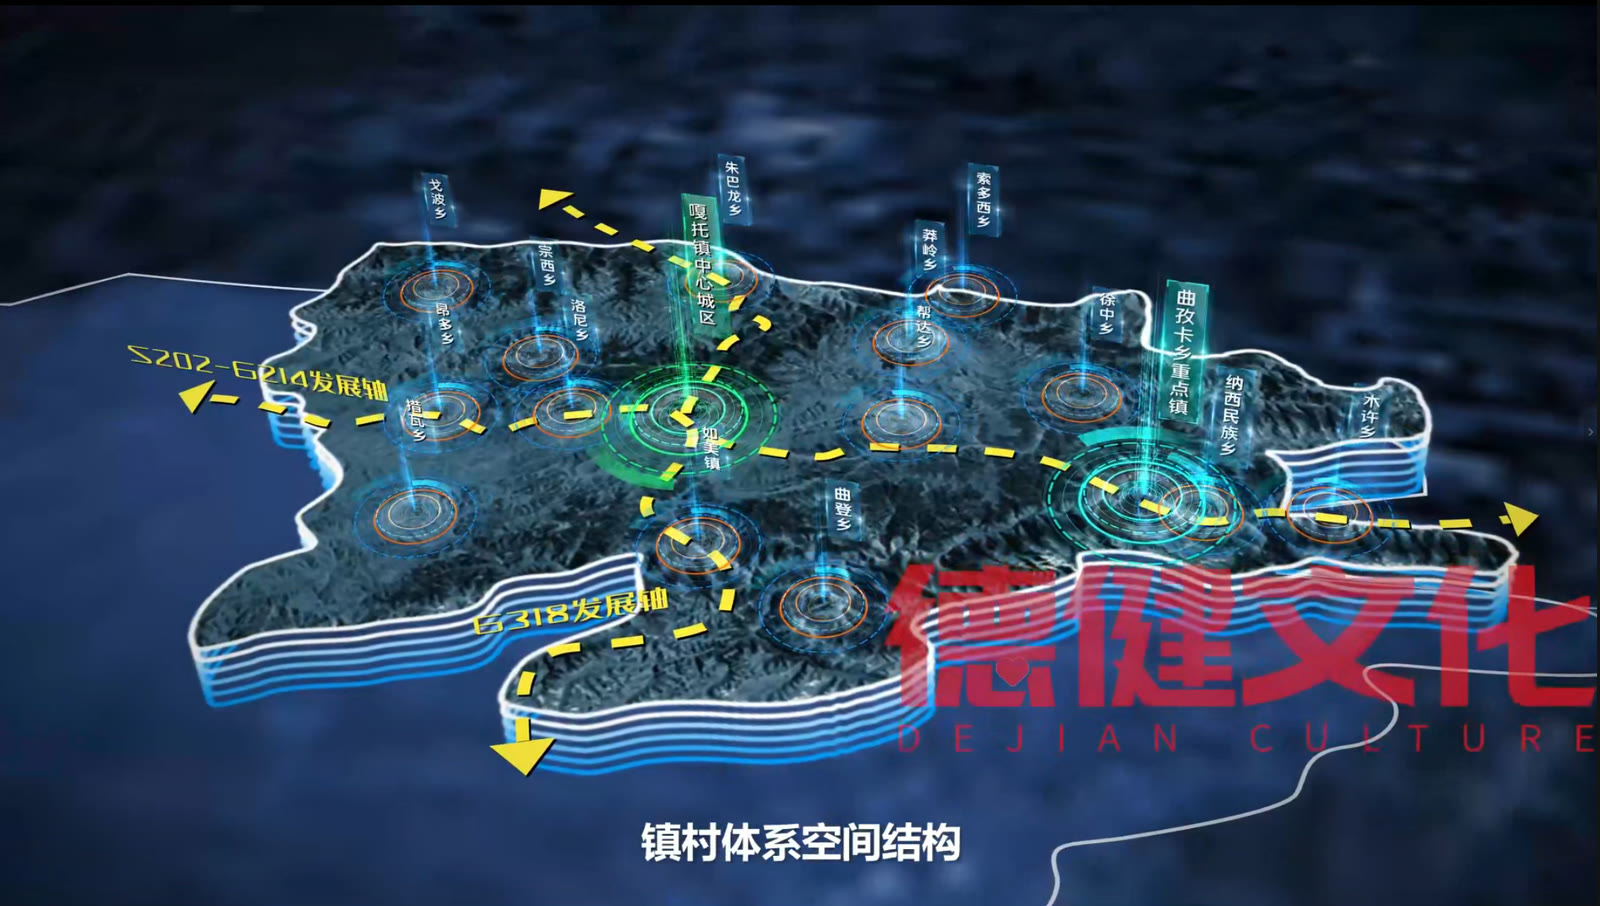 朱巴龙乡
索多西乡
戈波乡
嘎托镇中心城区
莽岭乡
宗西乡
曲孜卡乡重点镇
徐中乡
洛尼乡
昂多乡
帮达乡
S202-G214发展轴
纳西民族乡
木许乡
措瓦乡
如美镇
曲登乡
G318发展轴
德健文化
DEJIAN CULTURE
镇村体系空间结构